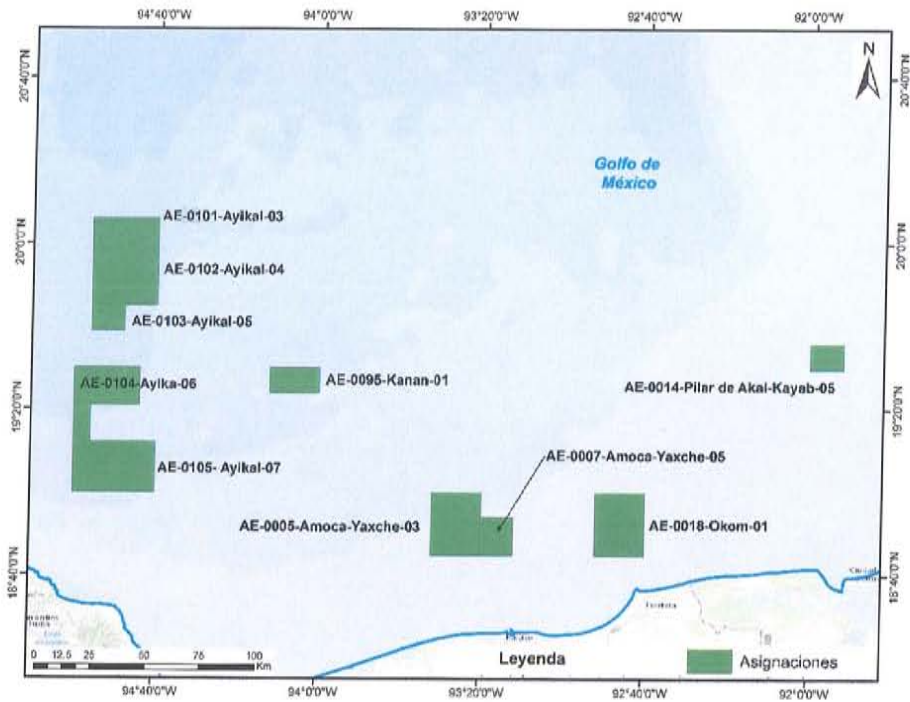 94°40'0"W 94°0'0"W 93°20'0"W 92°40'0"W 92°0'0"W
N
20°40'0"N 20°40'0"N
Golfo de
México
AE-0101-Ayikal-03
20°0'0"N 20°0'0"N
AE-0102-Ayikal-04
AE-0103-Ayikal-05
AE-0104-Ayika-06
AE-0095-Kanan-01
AE-0014-Pilar de Akal-Kayab-05
19°20'0"N 19°20'0"N
AE-0105- Ayikal-07
AE-0007-Amoca-Yaxche-05
AE-0005-Amoca-Yaxche-03
AE-0018-Okom-01
18°40'0"N 18°40'0"N
0 12.5 25 50 75 100
Km
Leyenda
Asignaciones
94°40'0"W 94°0'0"W 93°20'0"W 92°40'0"W 92°0'0"W